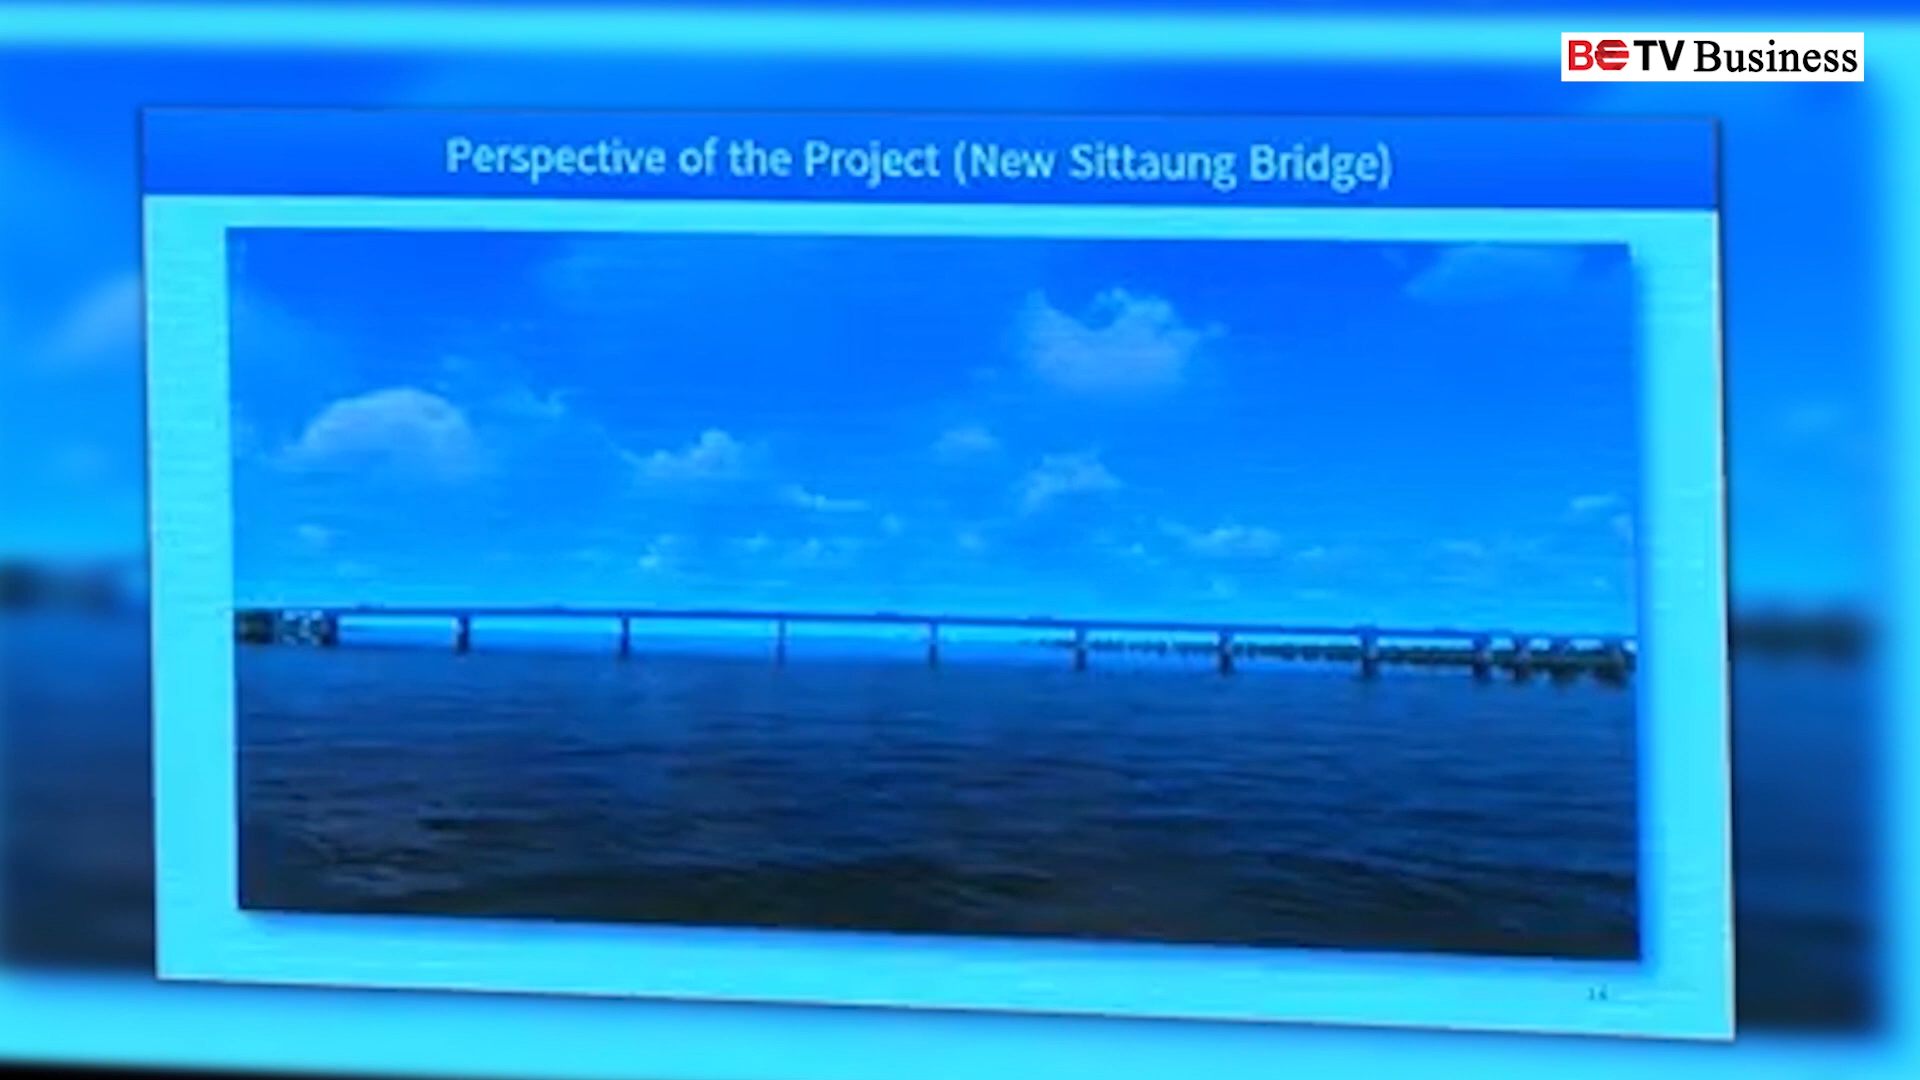 BETV Business
Perspective of the Project (New Sittaung Bridge)